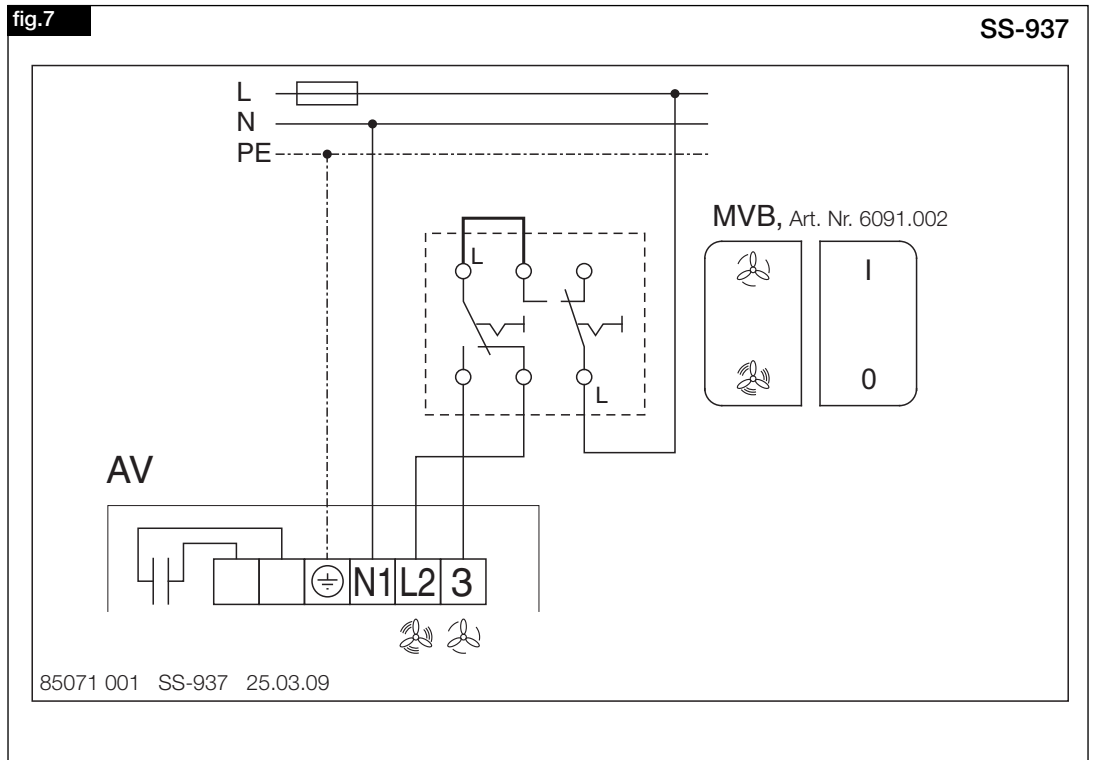 fig.7
SS-937
L
N
PE
MVB, Art. Nr. 6091.002
L
I
0
L
AV
N1 L2 3
85071 001 SS-937 25.03.09